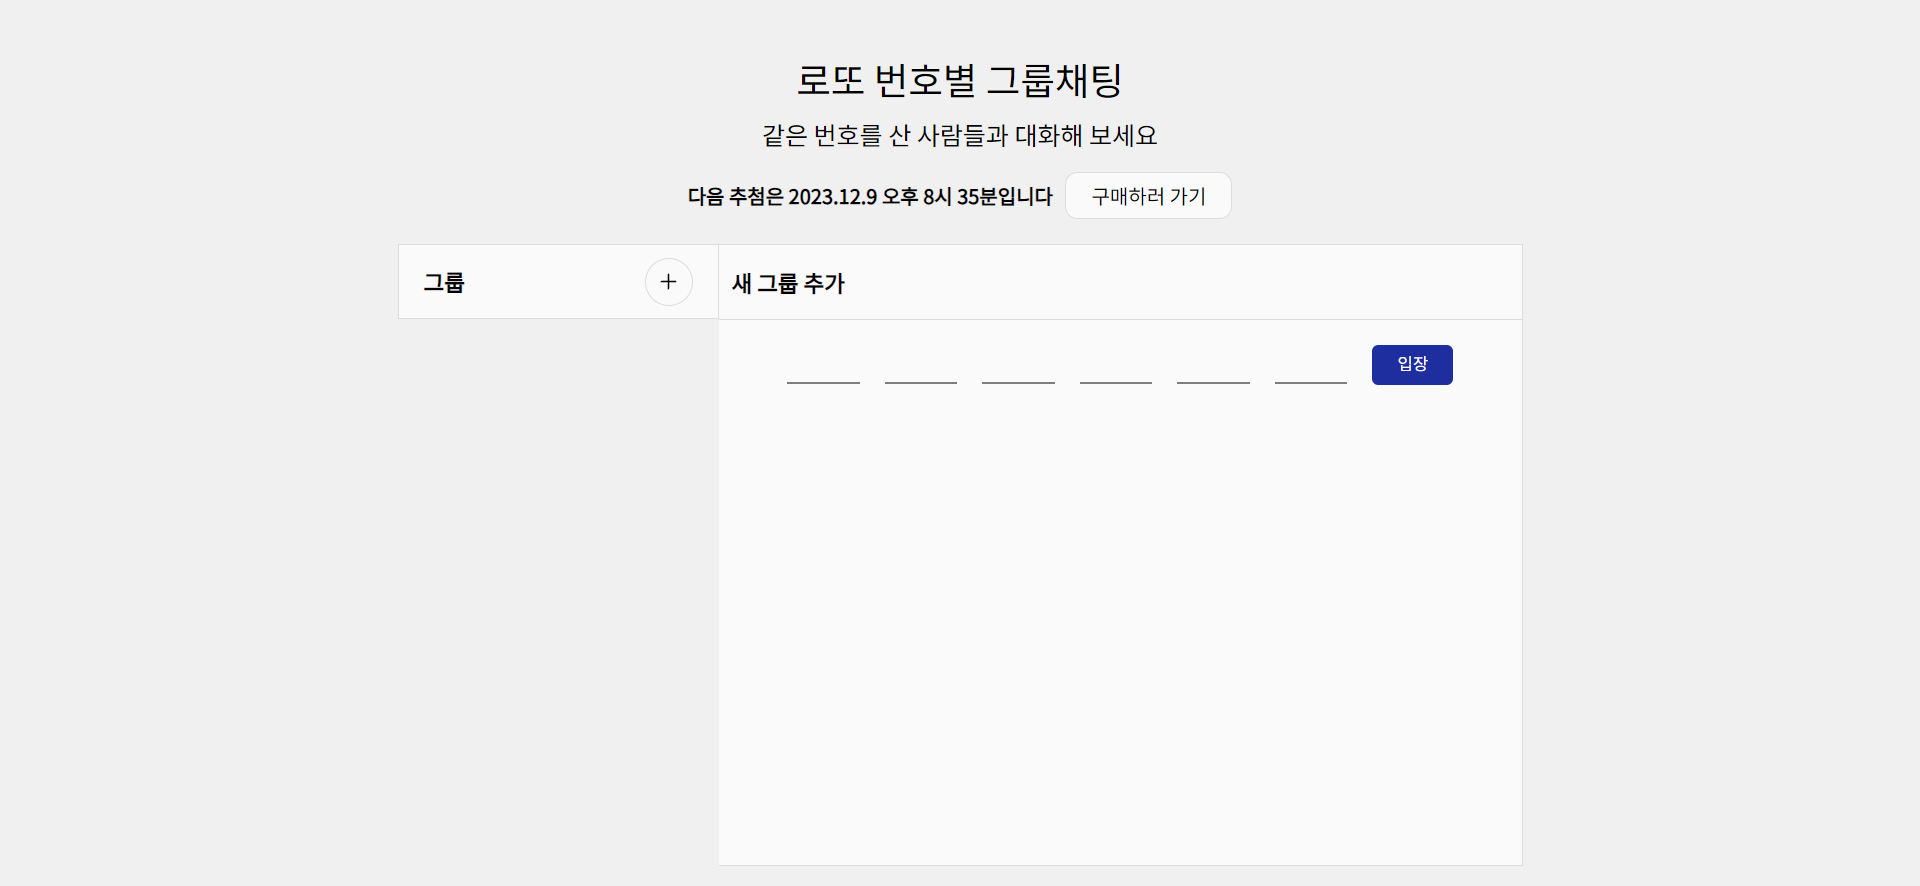 로또 번호별 그룹채팅
같은 번호를 산 사람들과 대화해 보세요
다음 추첨은 2023.12.9 오후 8시 35분입니다 구매하러 가기
그룹 +
새 그룹 추가
입장